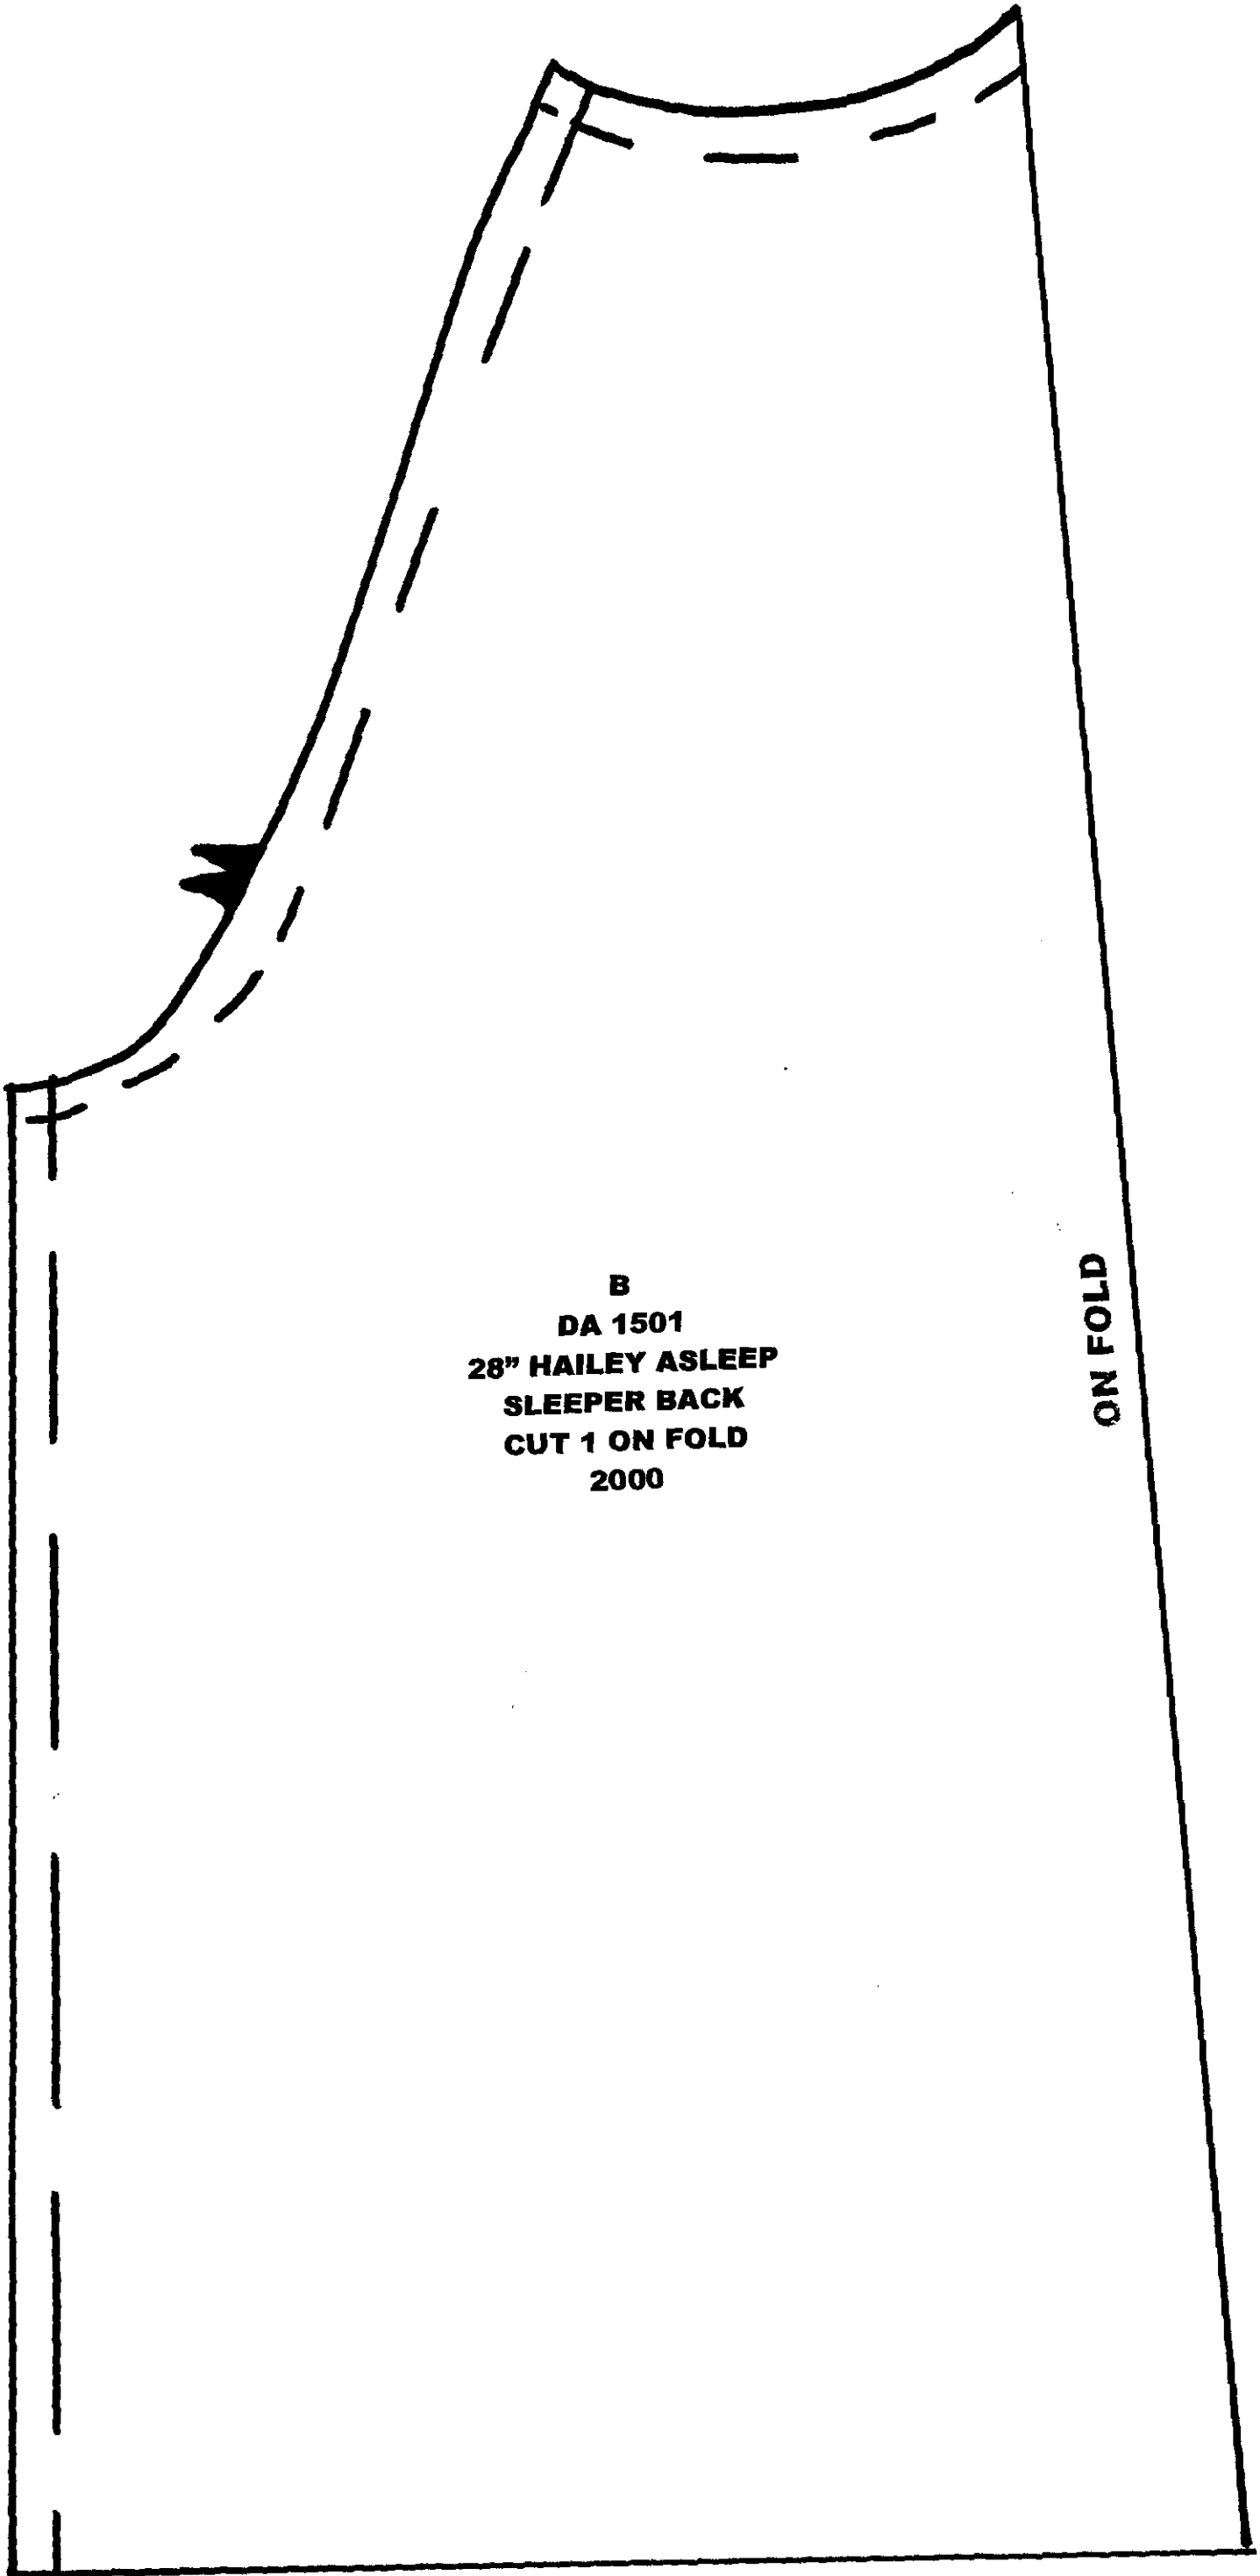 B
DA 1501
28” HAILEY ASLEEP
SLEEPER BACK
CUT 1 ON FOLD
2000
ON FOLD